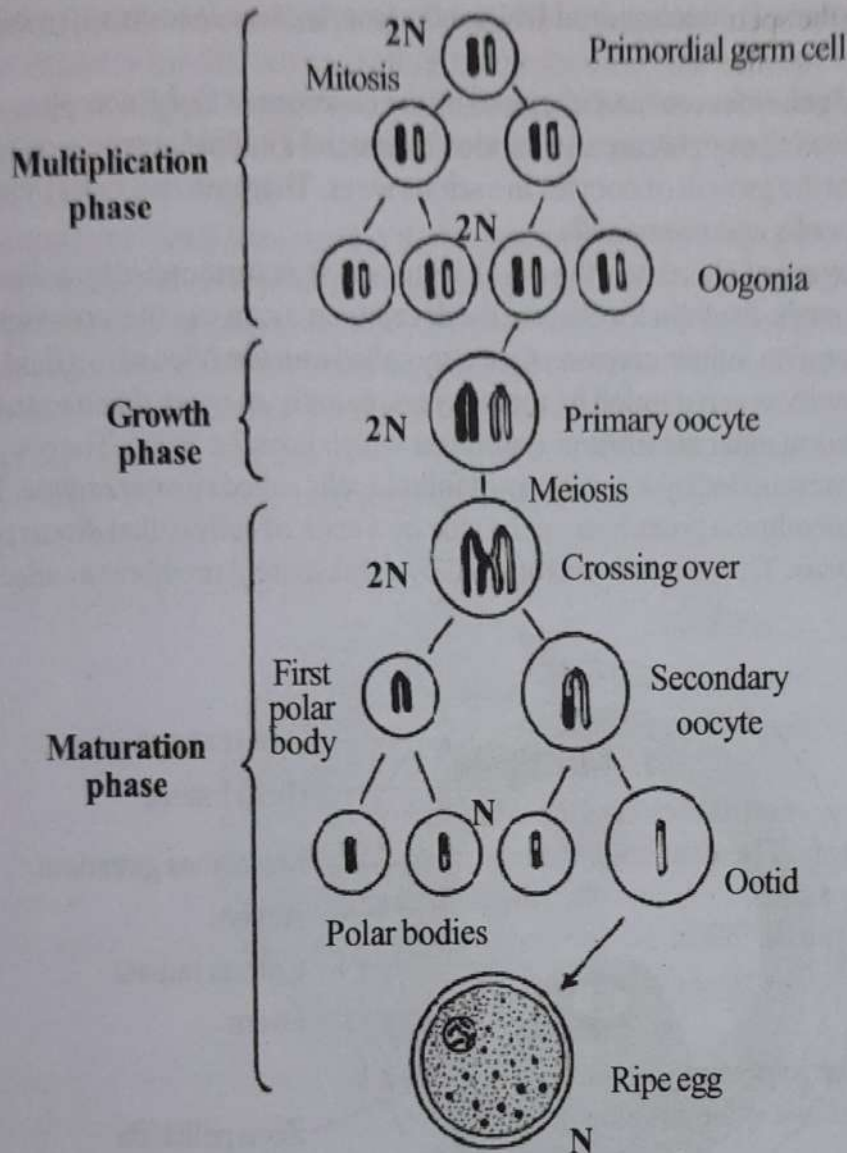 2N
Primordial germ cell
Mitosis
Multiplication
phase
2N
Oogonia
Growth
phase
2N
Primary oocyte
Meiosis
2N
Crossing over
First
polar
body
Secondary
oocyte
Maturation
phase
N
Ootid
Polar bodies
Ripe egg
N